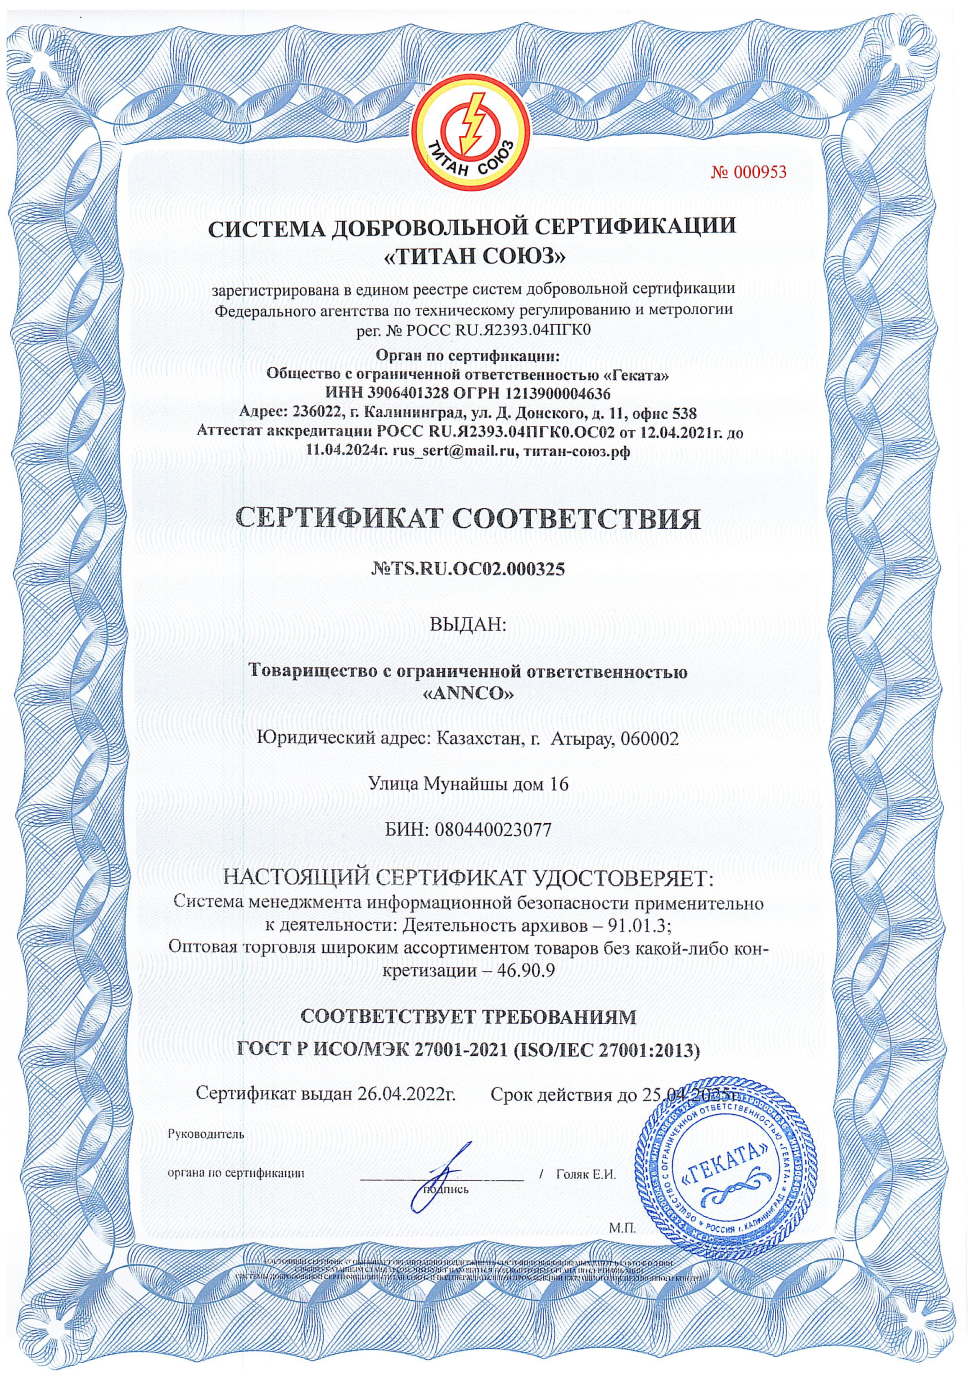 ТИТАН СОЮЗ
№ 000953
СИСТЕМА ДОБРОВОЛЬНОЙ СЕРТИФИКАЦИИ
«ТИТАН СОЮЗ»
зарегистрирована в едином реестре систем добровольной сертификации
Федерального агентства по техническому регулированию и метрологии
рег. № РОСС RU.Я2393.04ПГК0
Орган по сертификации:
Общество с ограниченной ответственностью «Геката»
ИНН 3906401328 ОГРН 1213900004636
Адрес: 236022, г. Калининград, ул. Д. Донского, д. 11, офис 538
Аттестат аккредитации РОСС RU.Я2393.04ПГК0.ОС02 от 12.04.2021г. до
11.04.2024г. rus_sert@mail.ru, титан-союз.рф
СЕРТИФИКАТ СООТВЕТСТВИЯ
№TS.RU.ОС02.000325
ВЫДАН:
Товарищество с ограниченной ответственностью
«ANNCO»
Юридический адрес: Казахстан, г. Атырау, 060002
Улица Мунайшы дом 16
БИН: 080440023077
НАСТОЯЩИЙ СЕРТИФИКАТ УДОСТОВЕРЯЕТ:
Система менеджмента информационной безопасности применительно
к деятельности: Деятельность архивов – 91.01.3;
Оптовая торговля широким ассортиментом товаров без какой-либо кон-
кретизации – 46.90.9
СООТВЕТСТВУЕТ ТРЕБОВАНИЯМ
ГОСТ Р ИСО/МЭК 27001-2021 (ISO/IEC 27001:2013)
Сертификат выдан 26.04.2022г. Срок действия до 25.04.2025г.
Руководитель
органа по сертификации / Голяк Е.И.
подпись
М.П.
ОБЩЕСТВО С ОГРАНИЧЕННОЙ ОТВЕТСТВЕННОСТЬЮ «ГЕКАТА»
РОССИЯ г. КАЛИНИНГРАД
«ГЕКАТА»